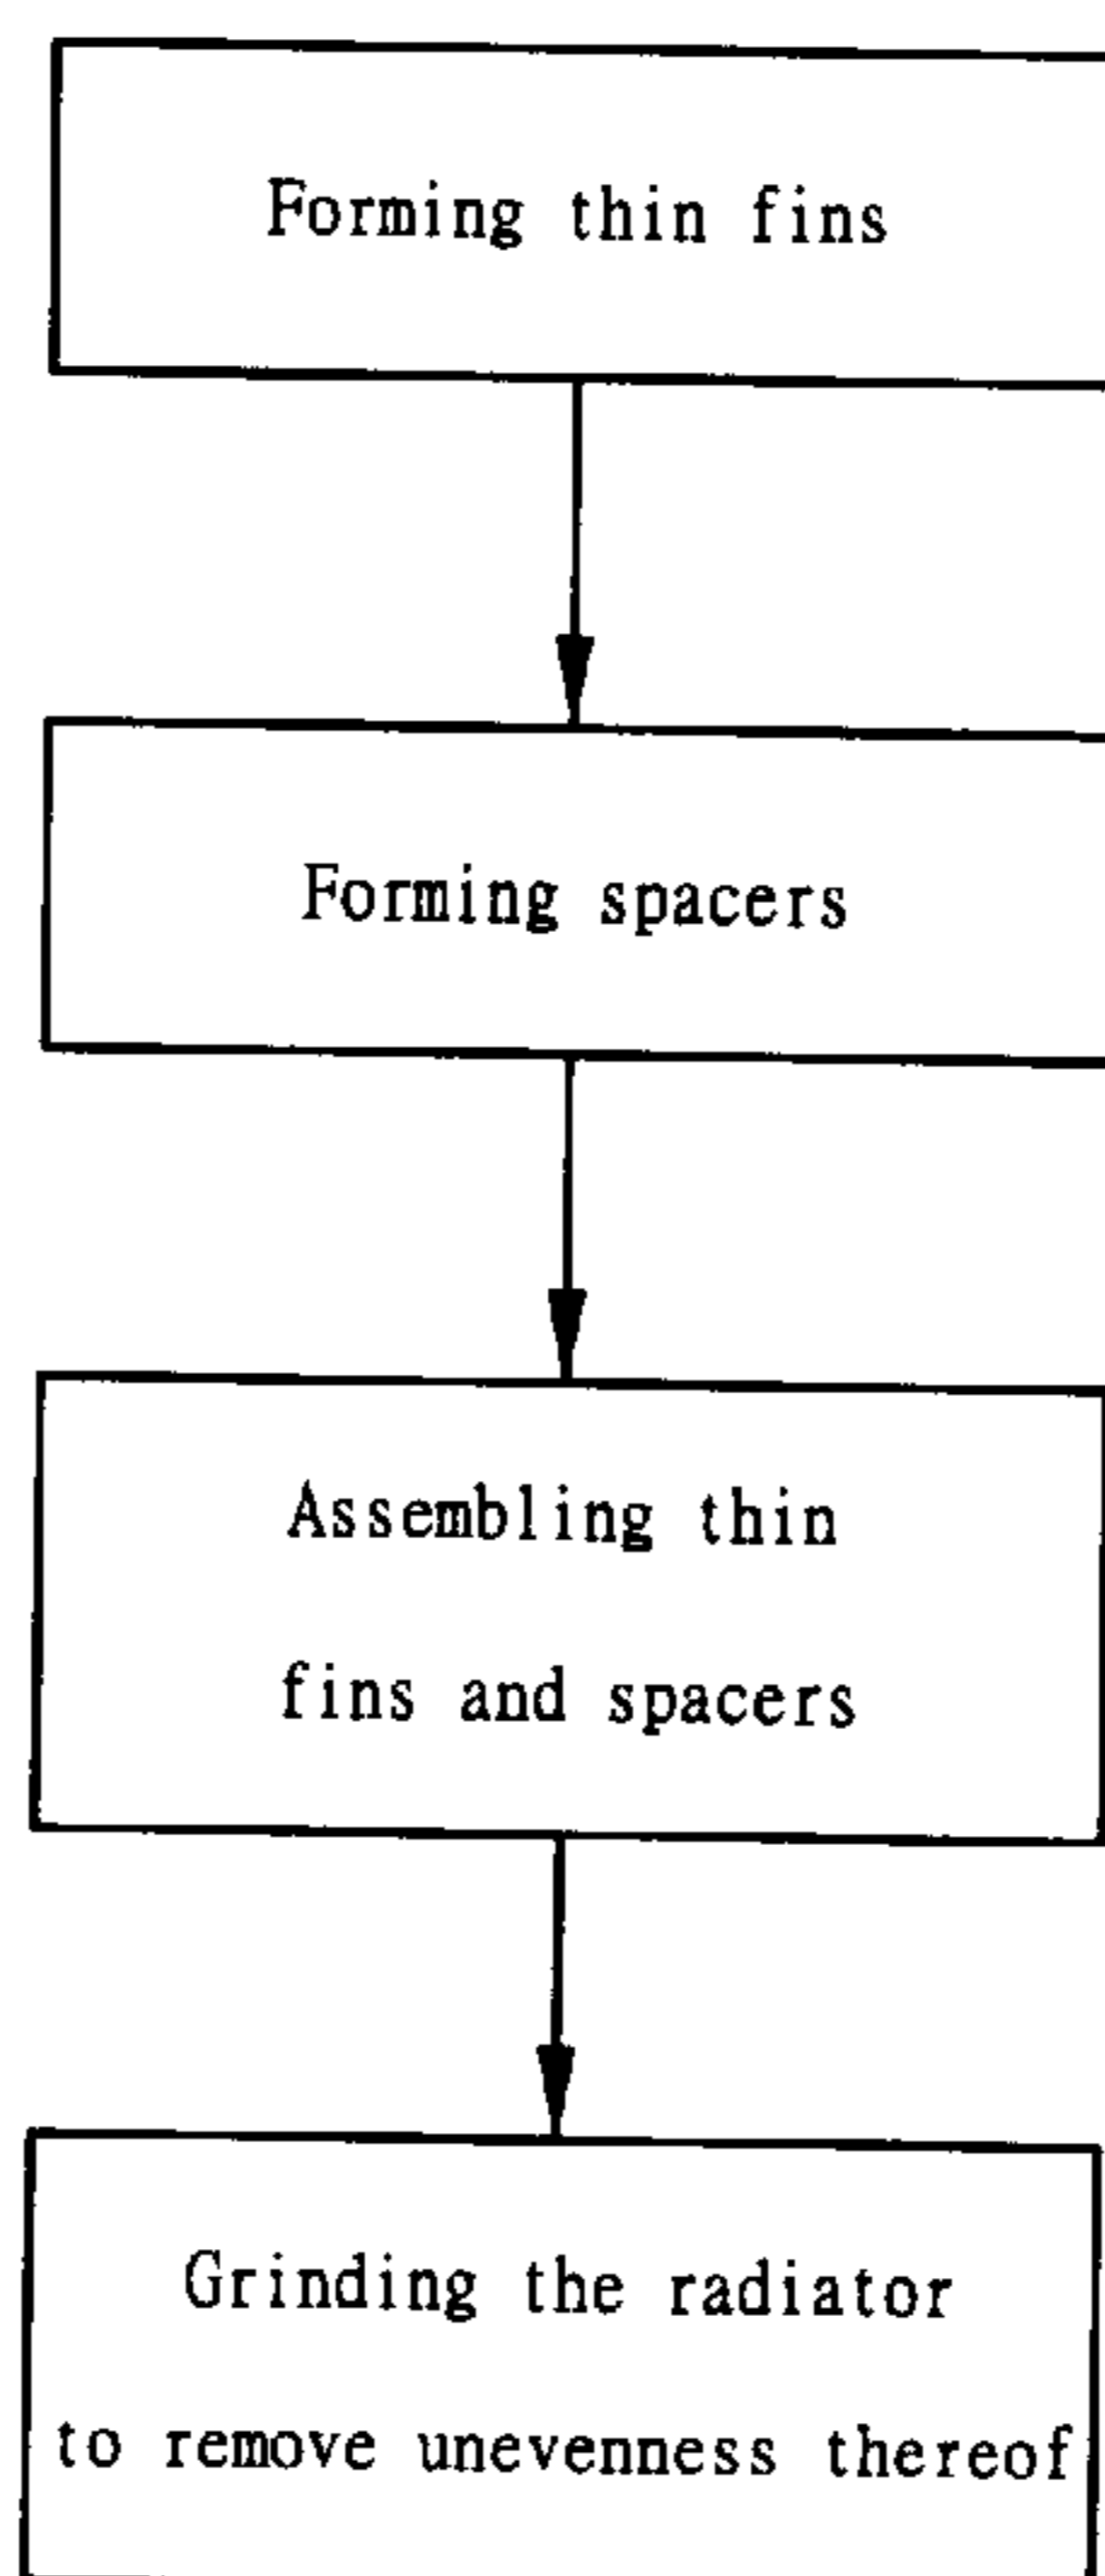 Forming thin fins
Forming spacers
Assembling thin
fins and spacers
Grinding the radiator
to remove unevenness thereof